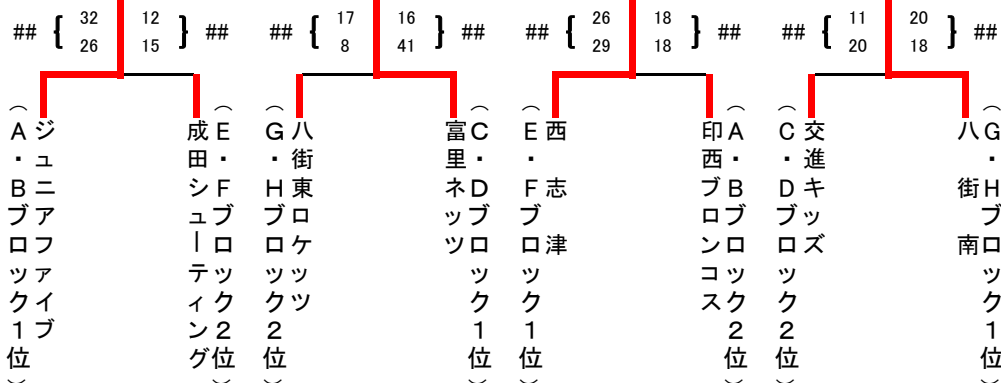 ## { 32 12 } ##
26 15
## { 17 16 } ##
8 41
## { 26 18 } ##
29 18
## { 11 20 } ##
20 18
ジュニアファイブ
（A・Bブロック1位）
（E・Fブロック2位）
成田シューティング
八街東ロケッツ
（G・Hブロック2位）
（C・Dブロック1位）
富里ネッツ
西志津
（E・Fブロック1位）
（A・Bブロック2位）
印西ブロンコス
交進キッズ
（C・Dブロック2位）
（G・Hブロック1位）
八街南